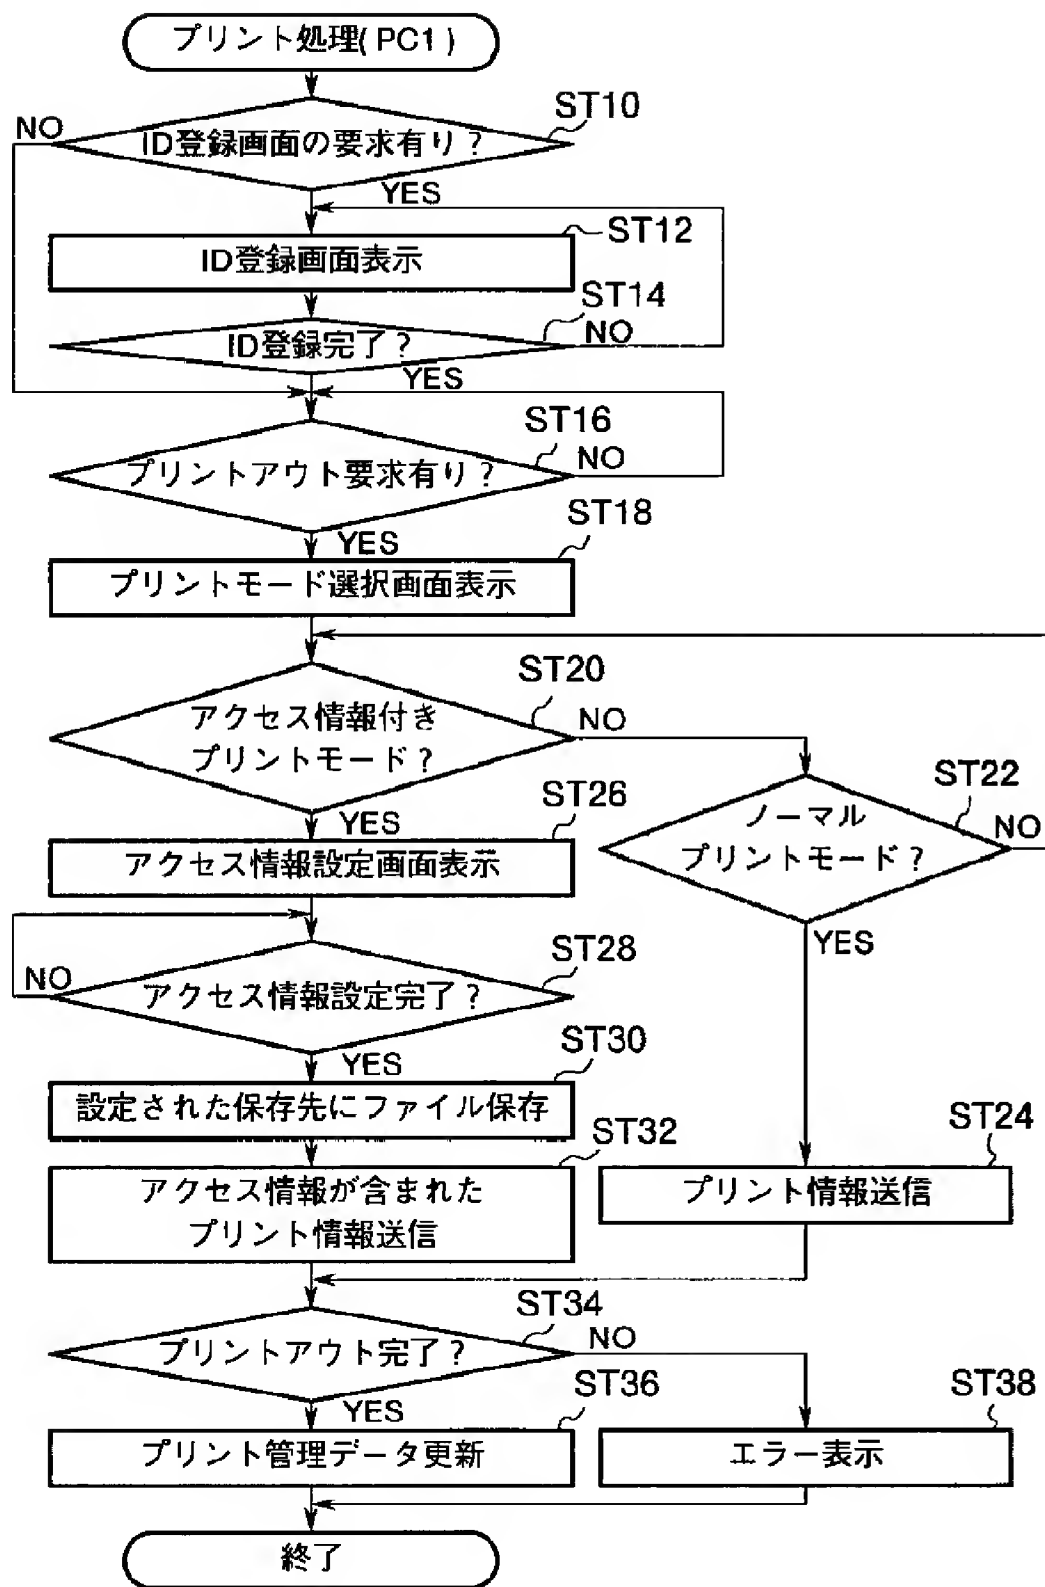 プリント処理(PC1)
ST10
NO
ID登録画面の要求有り?
YES
ST12
ID登録画面表示
ST14
ID登録完了?
NO
YES
ST16
プリントアウト要求有り?
NO
ST18
YES
プリントモード選択画面表示
ST20
アクセス情報付き
プリントモード?
NO
ST22
ノーマル
プリントモード?
NO
YES
ST26
YES
アクセス情報設定画面表示
ST28
NO
アクセス情報設定完了?
ST30
YES
設定された保存先にファイル保存
ST32
アクセス情報が含まれた
プリント情報送信
ST24
プリント情報送信
ST34
プリントアウト完了?
NO
ST36
YES
プリント管理データ更新
ST38
エラー表示
終了